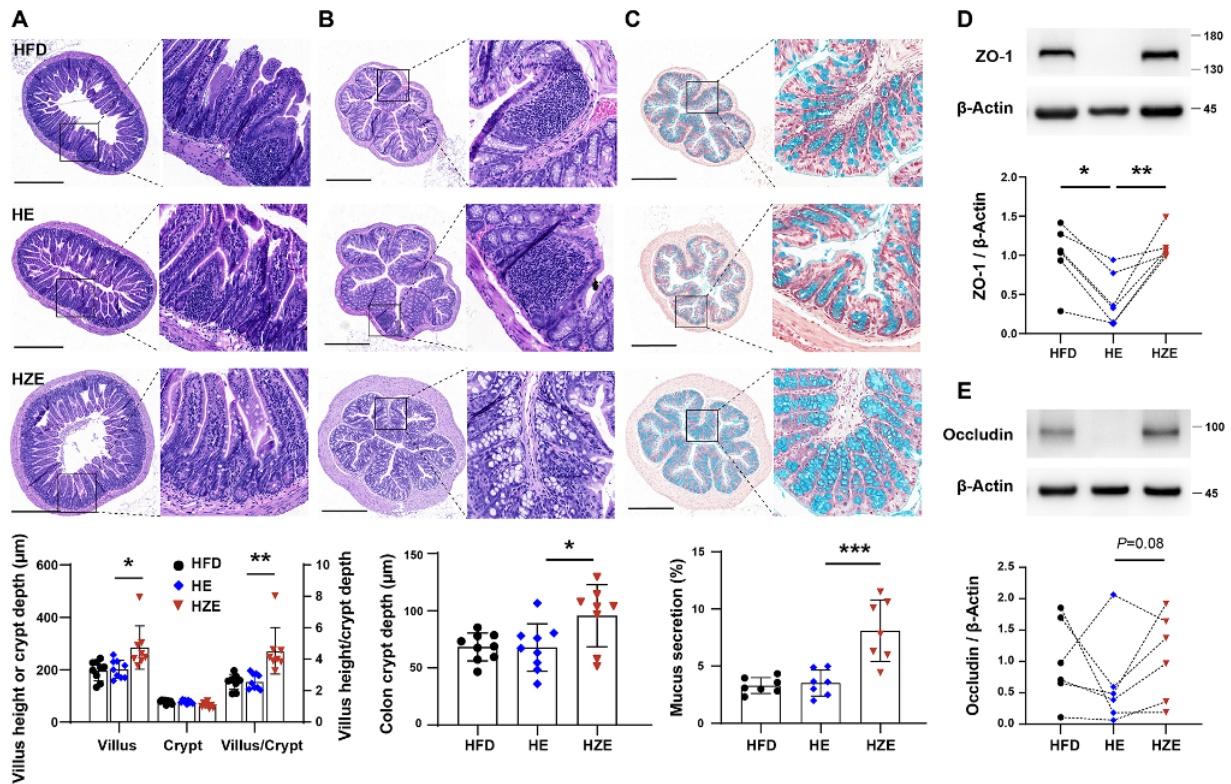 A
B
C
D
HFD
HE
HZE
ZO-1
180
130
β-Actin
45
*
**
2.0
1.5
1.0
0.5
0.0
ZO-1 / β-Actin
HFD
HE
HZE
E
Occludin
100
β-Actin
45
P=0.08
2.5
2.0
1.5
1.0
0.5
0.0
Occludin / β-Actin
HFD
HE
HZE
Villus height or crypt depth (μm)
600
400
200
0
*
**
HFD
HE
HZE
10
8
6
4
2
0
Villus height/crypt depth
Villus
Crypt
Villus/Crypt
Colon crypt depth (μm)
150
100
50
0
*
HFD
HE
HZE
Mucus secretion (%)
15
10
5
0
***
HFD
HE
HZE